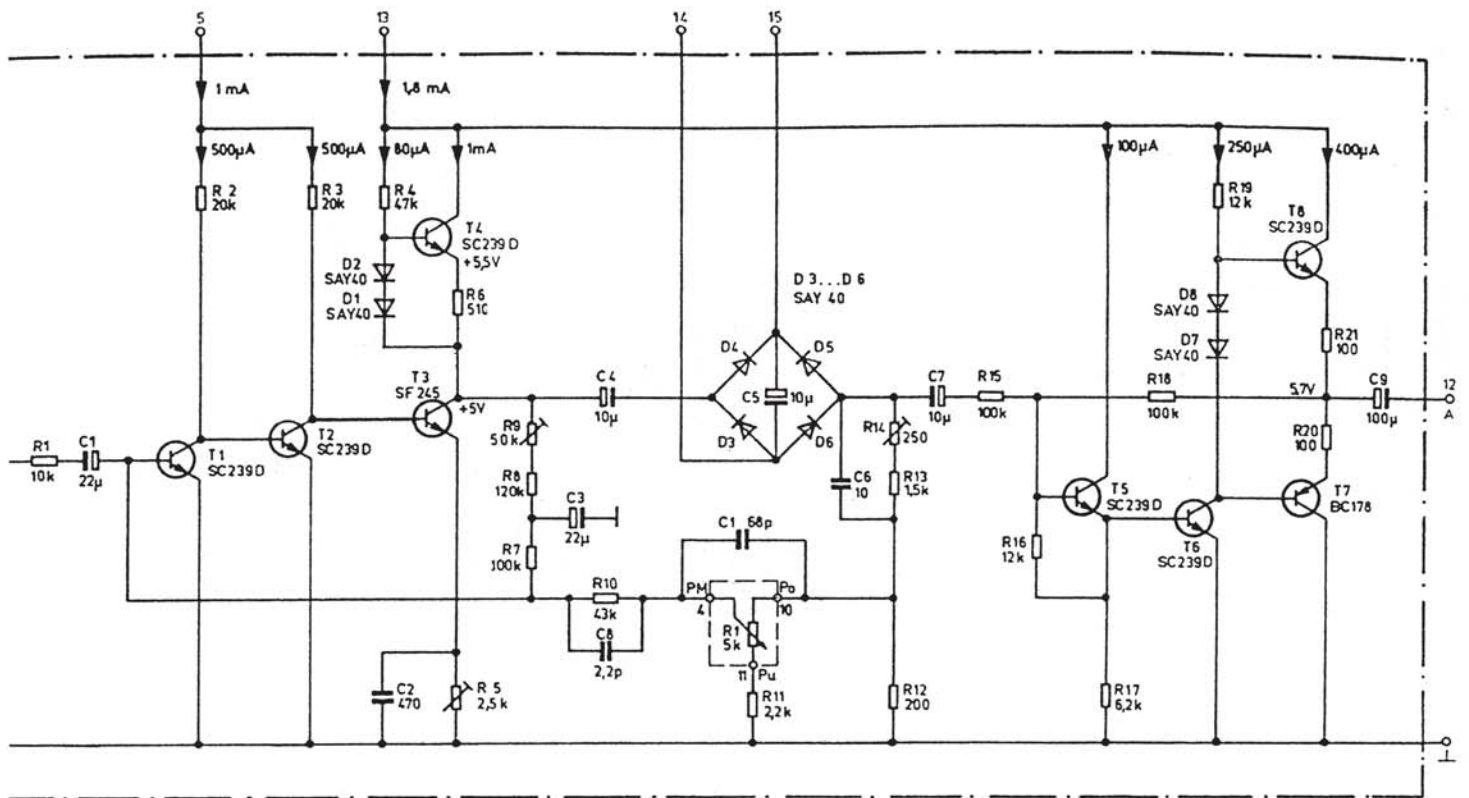 5
13
14
15
1 mA
1,8 mA
500µA
500µA
80µA
1mA
100µA
250µA
400µA
R 2
20k
R 3
20k
R 4
47k
T4
SC239 D
+5,5V
D2
SAY40
D1
SAY40
R6
510
R19
12k
T8
SC239D
D 3...D 6
SAY 40
D8
SAY40
D7
SAY40
R21
100
T3
SF 245
+5V
C4
10µ
D4
D5
C5
10µ
D3
D6
C7
10µ
R15
100k
R18
100k
5,7V
C9
100µ
12
A
R1
10k
C1
22µ
T1
SC239D
T2
SC239D
R9
50k
R14
250
R20
100
R8
120k
C6
10
R13
1,5k
T5
SC239D
T6
SC239D
T7
BC178
C3
22µ
C1 68p
R16
12k
R7
100k
R10
43k
PM
4
Po
10
C8
2,2p
R1
5k
11 Pu
C2
470
R 5
2,5k
R11
2,2k
R12
200
R17
6,2k